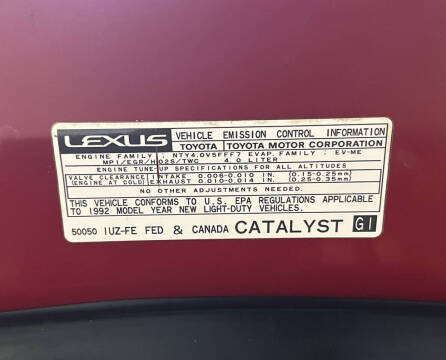 LEXUS VEHICLE EMISSION CONTROL INFORMATION
TOYOTA TOYOTA MOTOR CORPORATION
ENGINE FAMILY : NTY4.0V5FFF7 EVAP. FAMILY : EV-ME
MPI/EGR/HO2S/TWC 4.0 LITER
ENGINE TUNE-UP SPECIFICATIONS FOR ALL ALTITUDES
VALVE CLEARANCE INTAKE 0.006-0.010 IN. (0.15-0.25mm)
(ENGINE AT COLD) EXHAUST 0.010-0.014 IN. (0.25-0.35mm)
NO OTHER ADJUSTMENTS NEEDED.
THIS VEHICLE CONFORMS TO U.S. EPA REGULATIONS APPLICABLE
TO 1992 MODEL YEAR NEW LIGHT-DUTY VEHICLES.
50050 1UZ-FE FED & CANADA CATALYST GI